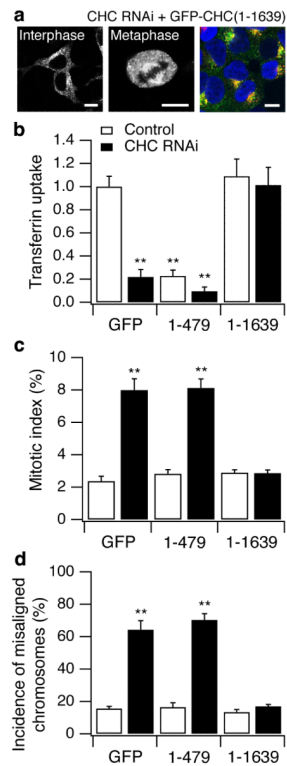 a
CHC RNAi + GFP-CHC(1-1639)
Interphase
Metaphase
b
Control
CHC RNAi
Transferrin uptake
1.4
1.2
1.0
0.8
0.6
0.4
0.2
0.0
**
**
**
GFP
1-479
1-1639
c
Mitotic index (%)
10
8
6
4
2
0
**
**
GFP
1-479
1-1639
d
Incidence of misaligned
chromosomes (%)
100
80
60
40
20
0
**
**
GFP
1-479
1-1639